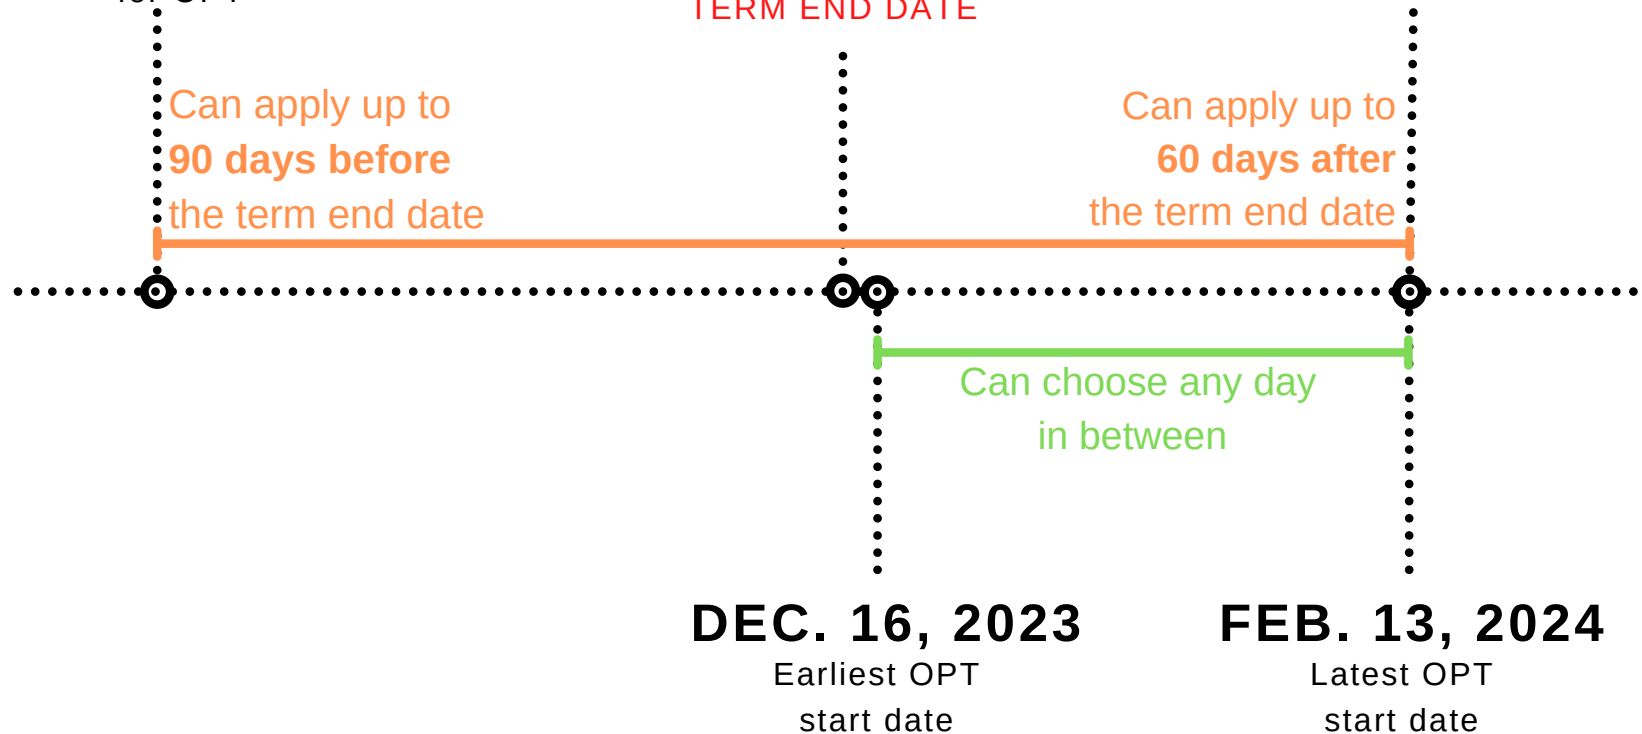 for OPT
TERM END DATE
Can apply up to
90 days before
the term end date
Can apply up to
60 days after
the term end date
Can choose any day
in between
DEC. 16, 2023
Earliest OPT
start date
FEB. 13, 2024
Latest OPT
start date